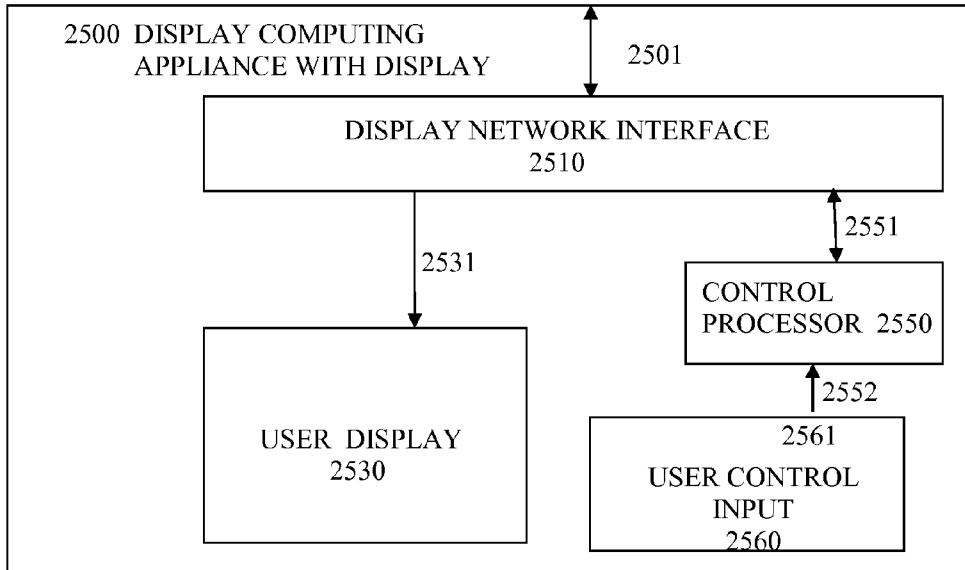 2500 DISPLAY COMPUTING
APPLIANCE WITH DISPLAY
2501
DISPLAY NETWORK INTERFACE
2510
2551
2531
CONTROL
PROCESSOR 2550
2552
USER DISPLAY
2530
2561
USER CONTROL
INPUT
2560